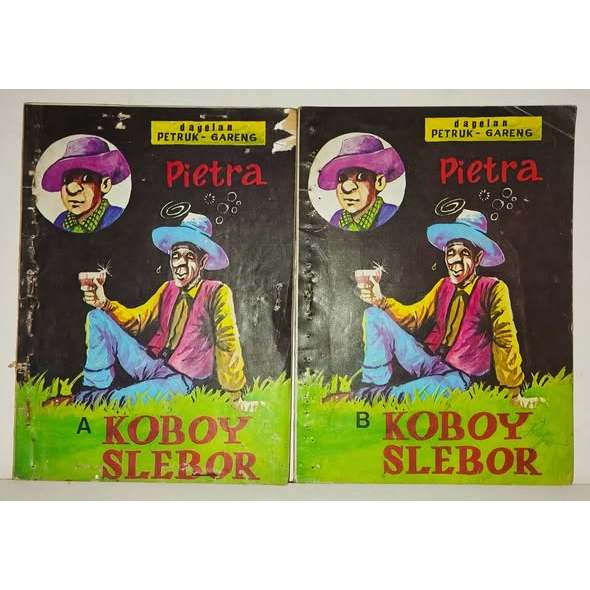 dagelan
PETRUK - GARENG
Pietra
A KOBOY
SLEBOR
dagelan
PETRUK - GARENG
Pietra
B KOBOY
SLEBOR